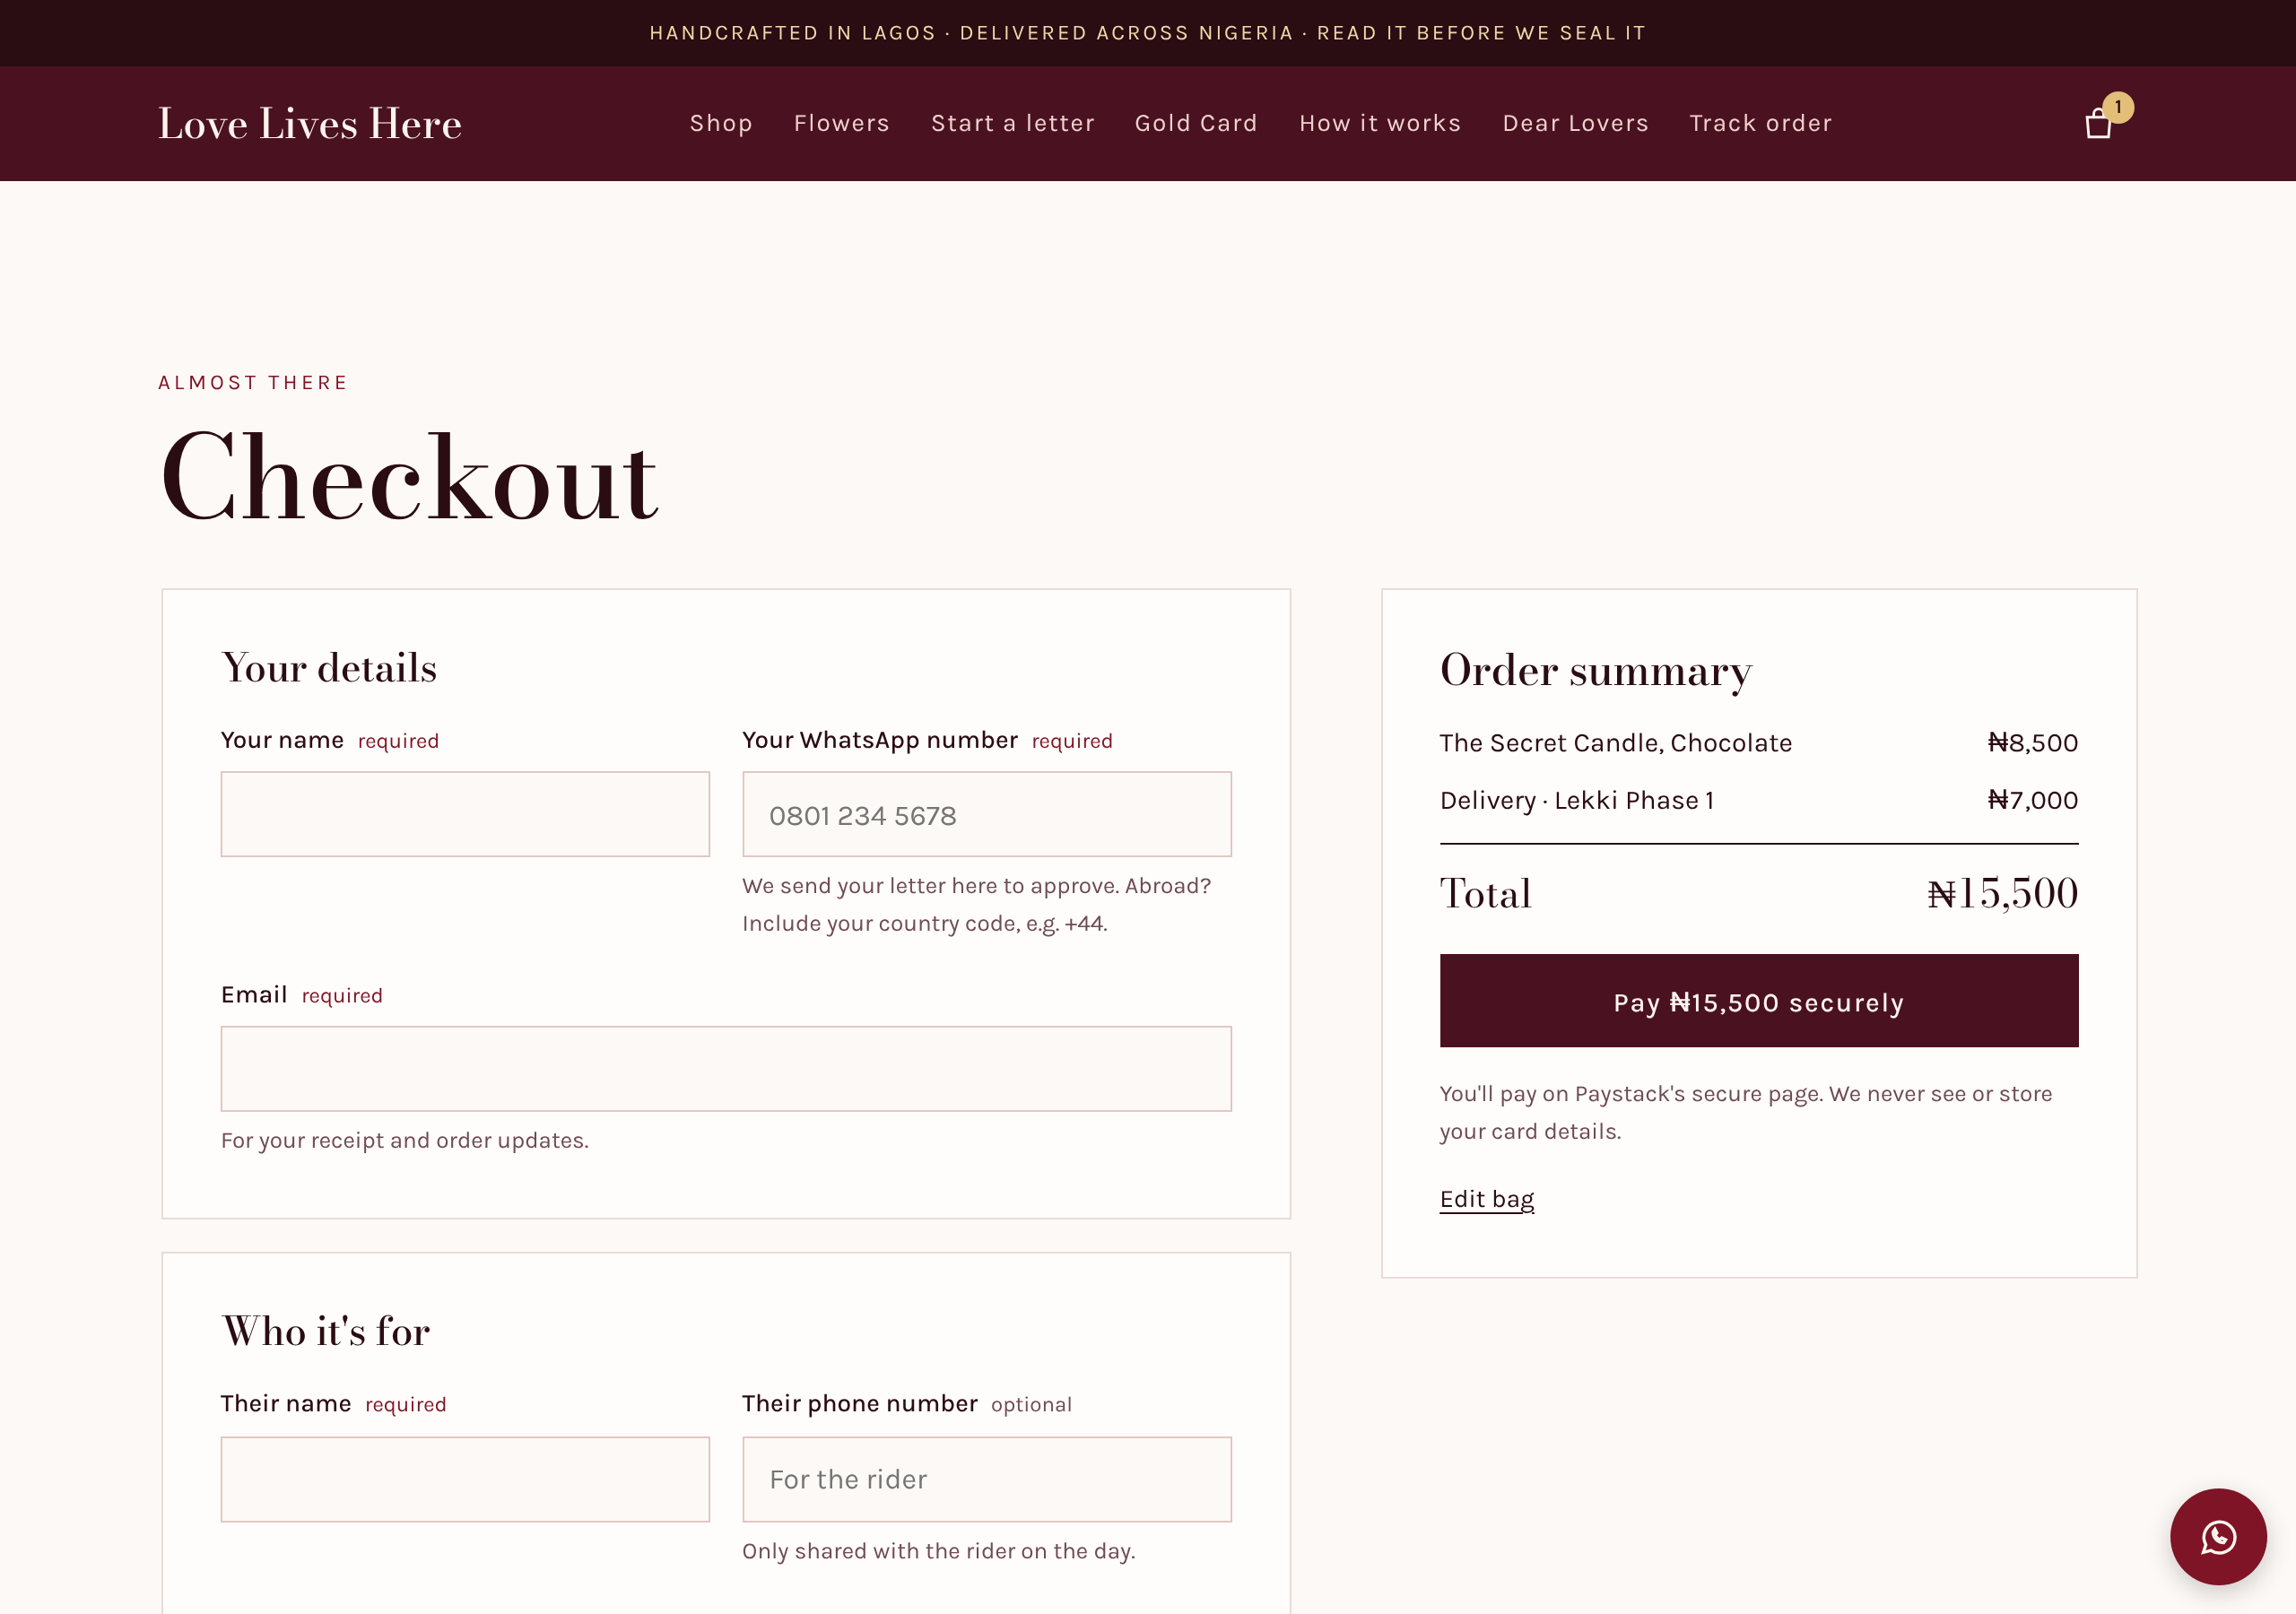 HANDCRAFTED IN LAGOS · DELIVERED ACROSS NIGERIA · READ IT BEFORE WE SEAL IT
Love Lives Here
Shop
Flowers
Start a letter
Gold Card
How it works
Dear Lovers
Track order
1
ALMOST THERE
Checkout
Your details
Your name required
Your WhatsApp number required
0801 234 5678
We send your letter here to approve. Abroad?
Include your country code, e.g. +44.
Email required
For your receipt and order updates.
Who it's for
Their name required
Their phone number optional
For the rider
Only shared with the rider on the day.
Order summary
The Secret Candle, Chocolate ₦8,500
Delivery · Lekki Phase 1 ₦7,000
Total ₦15,500
Pay ₦15,500 securely
You'll pay on Paystack's secure page. We never see or store
your card details.
Edit bag